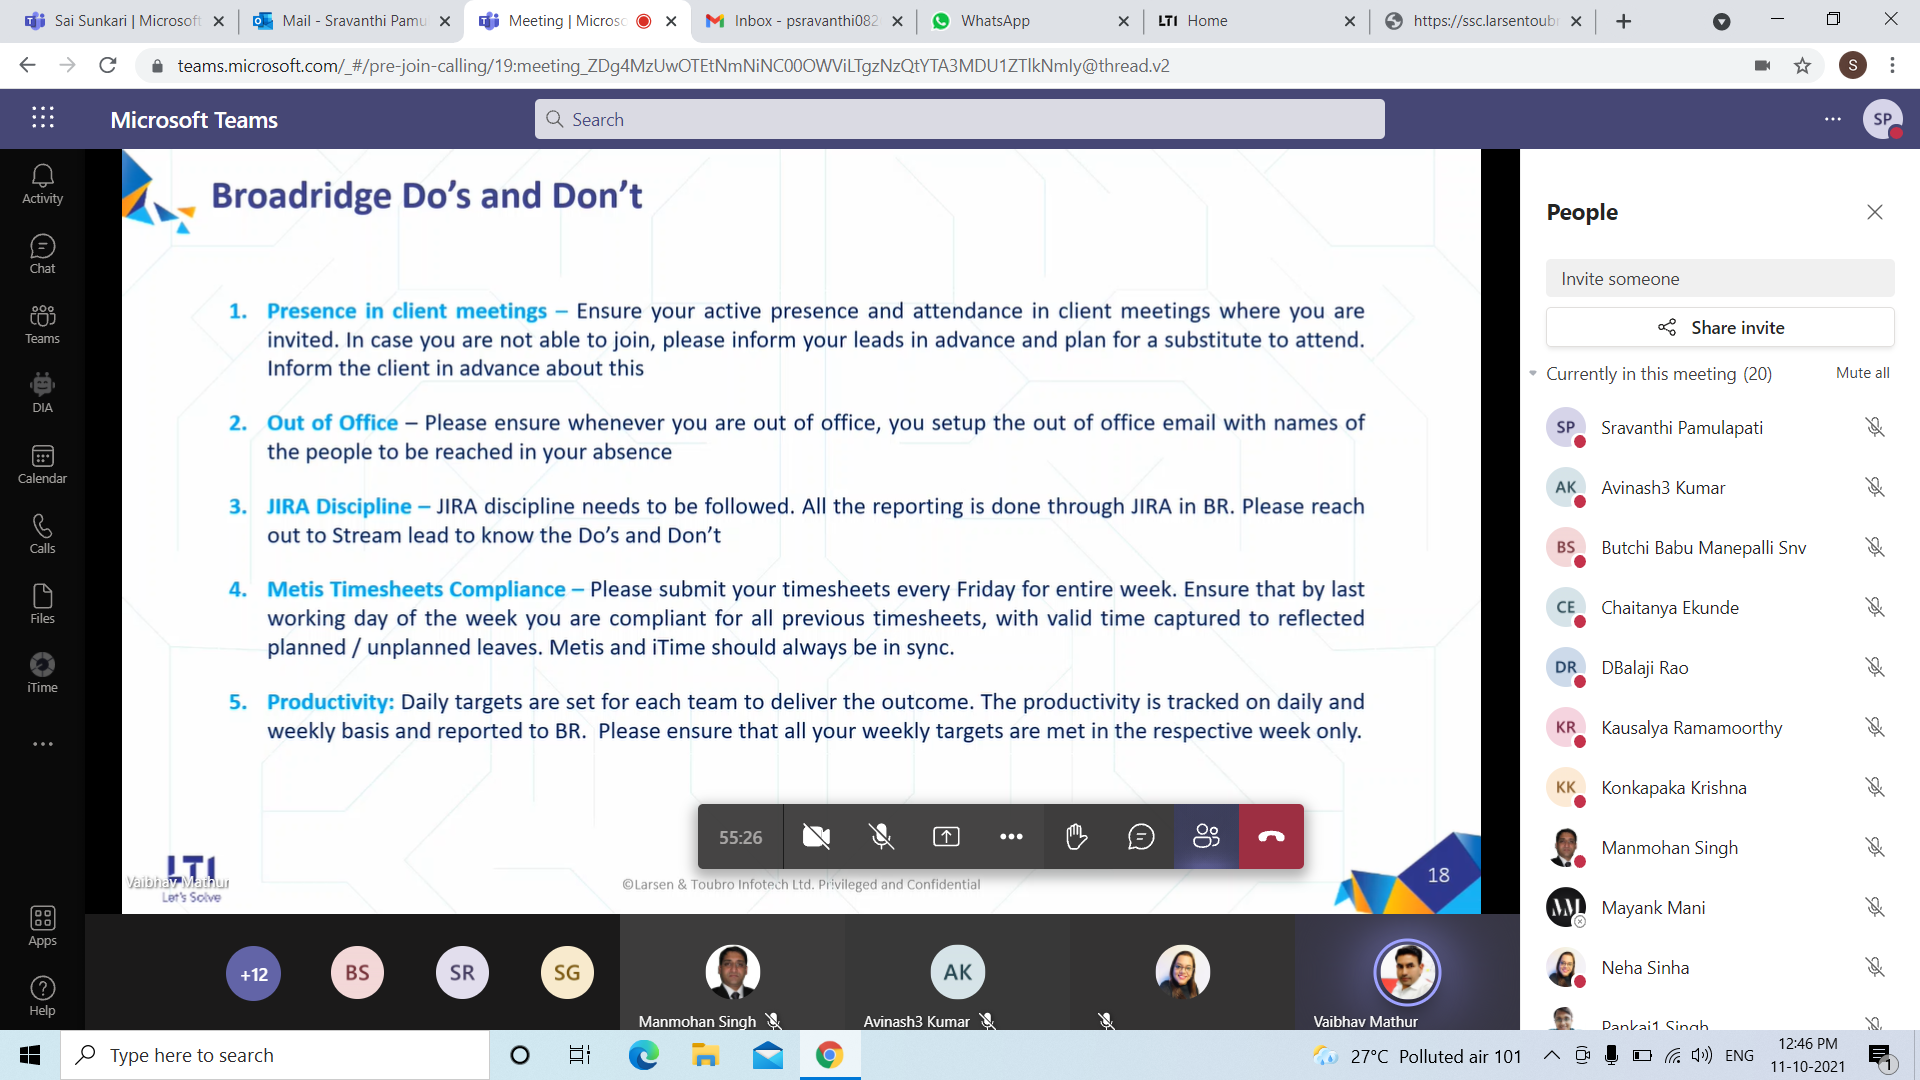 Sai Sunkari | Microsoft
Mail - Sravanthi Pamu
Meeting | Microso
Inbox - psravanthi082
WhatsApp
LTI Home
https://ssc.larsentoub
teams.microsoft.com/_#/pre-join-calling/19:meeting_ZDg4MzUwOTEtNmNiNC00OWViLTgzNzQtYTA3MDU1ZTlkNmIy@thread.v2
S
Microsoft Teams
Search
SP
Activity
Chat
Teams
DIA
Calendar
Calls
Files
iTime
Apps
Help
Broadridge Do's and Don't
1. Presence in client meetings – Ensure your active presence and attendance in client meetings where you are
invited. In case you are not able to join, please inform your leads in advance and plan for a substitute to attend.
Inform the client in advance about this
2. Out of Office – Please ensure whenever you are out of office, you setup the out of office email with names of
the people to be reached in your absence
3. JIRA Discipline – JIRA discipline needs to be followed. All the reporting is done through JIRA in BR. Please reach
out to Stream lead to know the Do's and Don't
4. Metis Timesheets Compliance – Please submit your timesheets every Friday for entire week. Ensure that by last
working day of the week you are compliant for all previous timesheets, with valid time captured to reflected
planned / unplanned leaves. Metis and iTime should always be in sync.
5. Productivity: Daily targets are set for each team to deliver the outcome. The productivity is tracked on daily and
weekly basis and reported to BR. Please ensure that all your weekly targets are met in the respective week only.
55:26
LTI
Vaibhav Mathur
Let's Solve
©Larsen & Toubro Infotech Ltd. Privileged and Confidential
18
+12
BS
SR
SG
Manmohan Singh
AK
Avinash3 Kumar
Vaibhav Mathur
People
Invite someone
Share invite
Currently in this meeting (20)
Mute all
SP Sravanthi Pamulapati
AK Avinash3 Kumar
BS Butchi Babu Manepalli Snv
CE Chaitanya Ekunde
DR DBalaji Rao
KR Kausalya Ramamoorthy
KK Konkapaka Krishna
Manmohan Singh
Mayank Mani
Neha Sinha
Pankaj1 Singh
Type here to search
27°C Polluted air 101
ENG
12:46 PM
11-10-2021
1